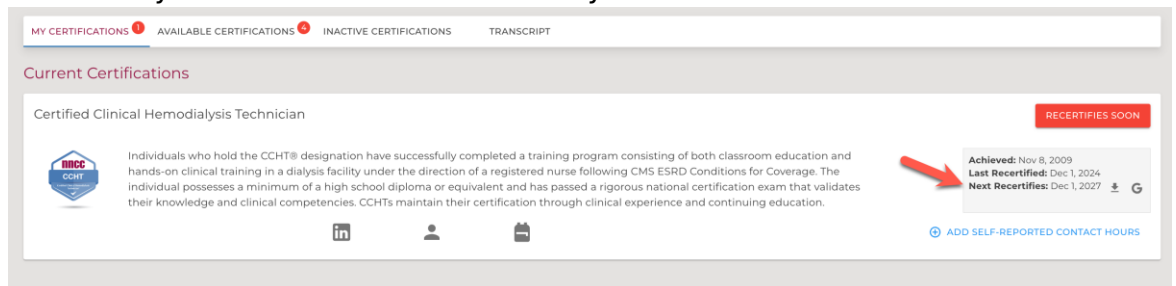 MY CERTIFICATIONS 1 AVAILABLE CERTIFICATIONS 4 INACTIVE CERTIFICATIONS TRANSCRIPT
Current Certifications
Certified Clinical Hemodialysis Technician
RECERTIFIES SOON
NNCC
CCHT
Individuals who hold the CCHT® designation have successfully completed a training program consisting of both classroom education and
hands-on clinical training in a dialysis facility under the direction of a registered nurse following CMS ESRD Conditions for Coverage. The
individual possesses a minimum of a high school diploma or equivalent and has passed a rigorous national certification exam that validates
their knowledge and clinical competencies. CCHTs maintain their certification through clinical experience and continuing education.
Achieved: Nov 8, 2009
Last Recertified: Dec 1, 2024
Next Recertifies: Dec 1, 2027
G
in
ADD SELF-REPORTED CONTACT HOURS